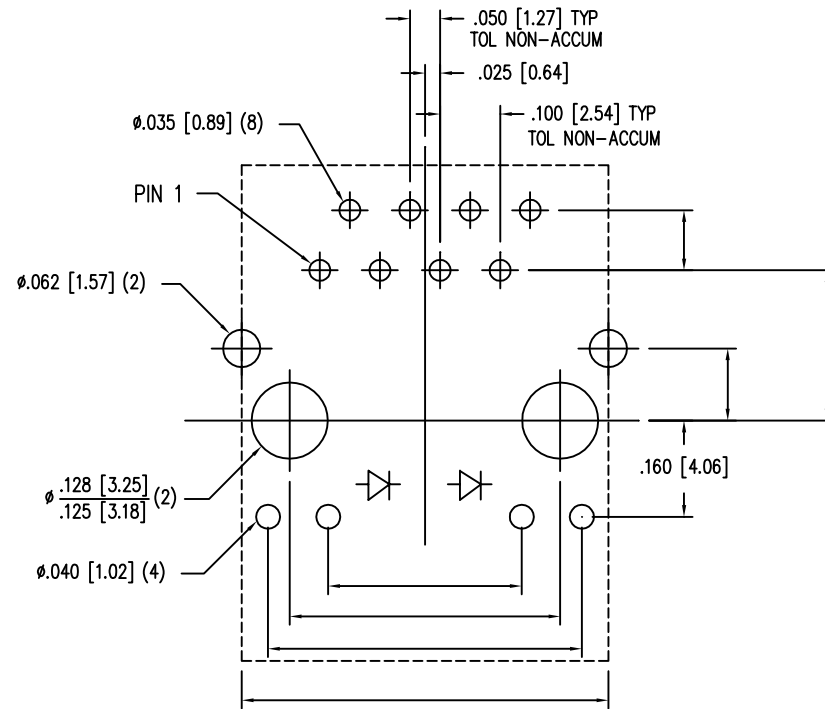 .050 [1.27] TYP
TOL NON-ACCUM
.025 [0.64]
.100 [2.54] TYP
TOL NON-ACCUM
ø.035 [0.89] (8)
PIN 1
ø.062 [1.57] (2)
.160 [4.06]
ø .128 [3.25] (2)
.125 [3.18]
ø.040 [1.02] (4)